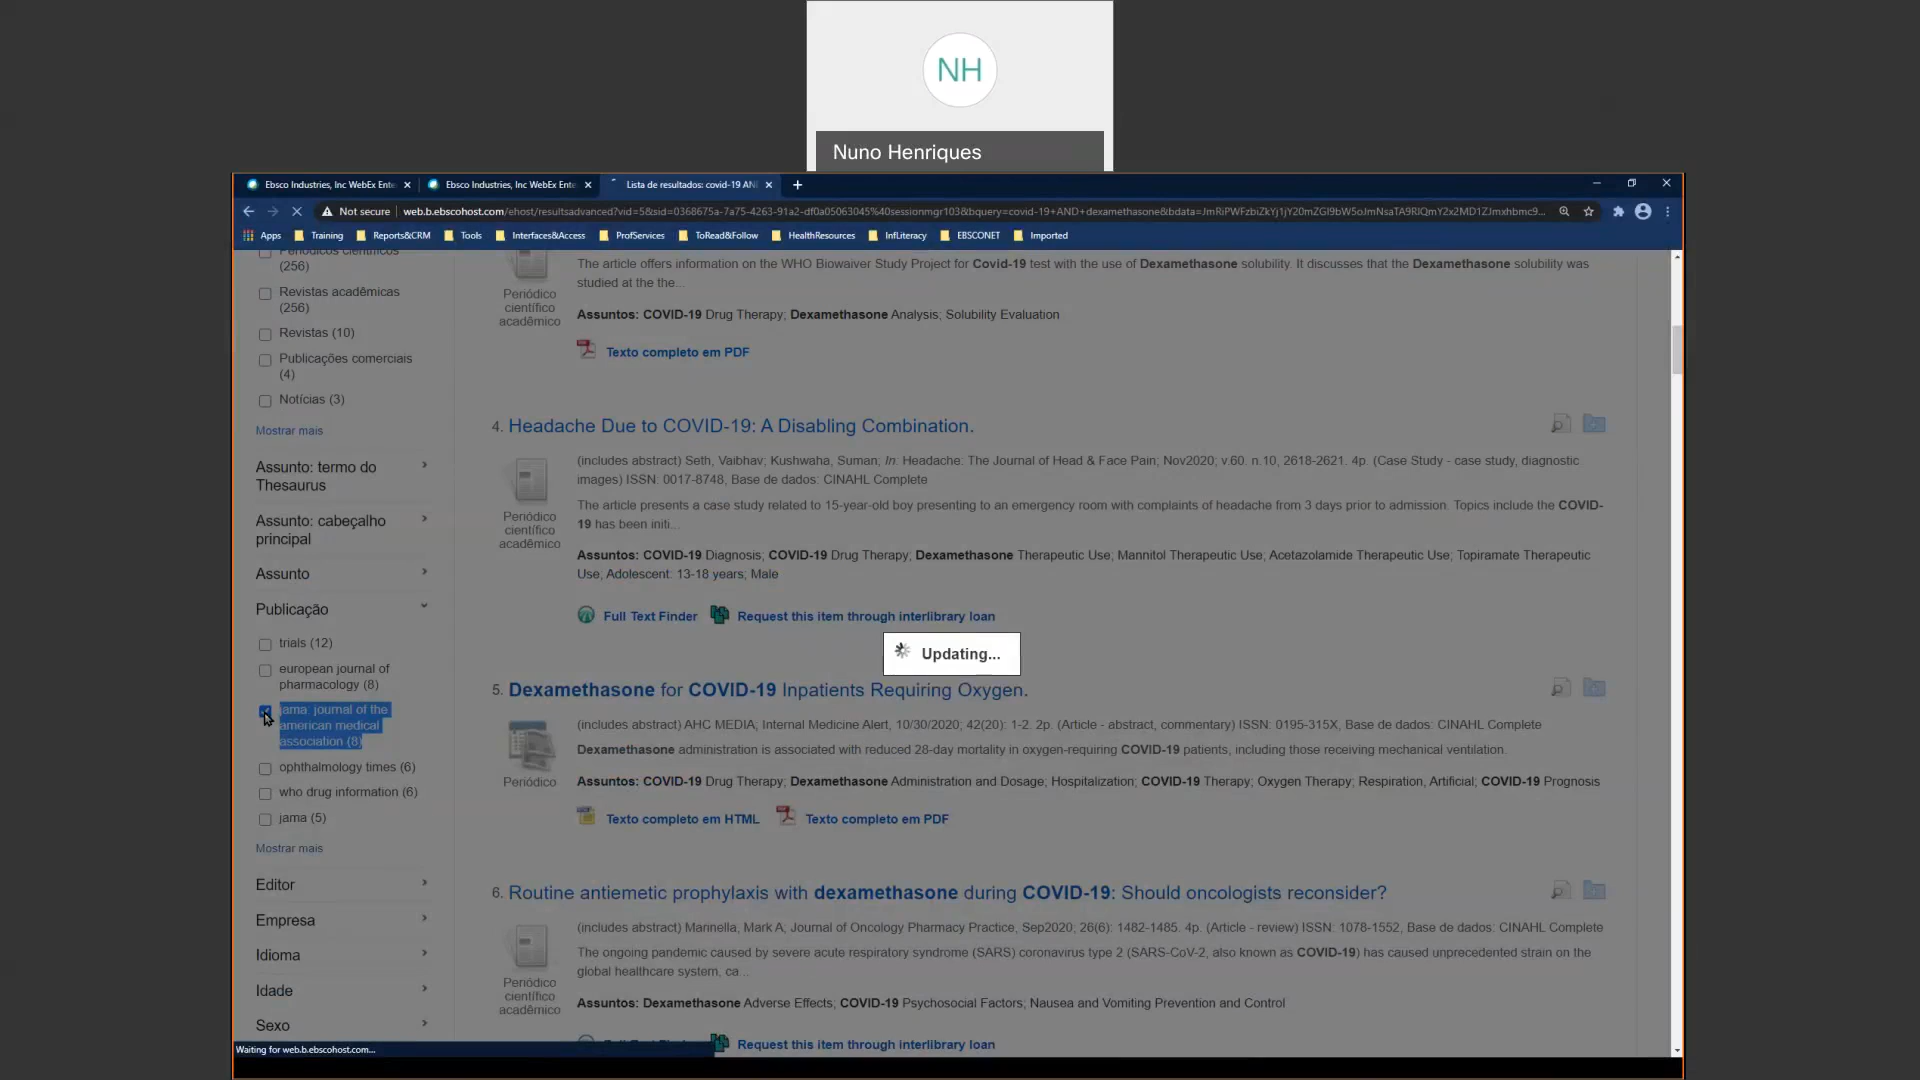 NH
Nuno Henriques
Ebsco Industries, Inc WebEx Ente
Ebsco Industries, Inc WebEx Ente
Lista de resultados: covid-19 AN
Not secure
Apps Training Reports&CRM Tools Interfaces&Access ProfServices ToRead&Follow HealthResources InfLiteracy EBSCONET Imported
Periódicos científicos
(256)
Revistas acadêmicas
(256)
Revistas (10)
Publicações comerciais
(4)
Notícias (3)
Mostrar mais
Assunto: termo do
Thesaurus
Assunto: cabeçalho
principal
Assunto
Publicação
trials (12)
european journal of
pharmacology (8)
jama: journal of the
american medical
association (8)
ophthalmology times (6)
who drug information (6)
jama (5)
Mostrar mais
Editor
Empresa
Idioma
Idade
Sexo
Periódico
científico
acadêmico
The article offers information on the WHO Biowaiver Study Project for Covid-19 test with the use of Dexamethasone solubility. It discusses that the Dexamethasone solubility was
studied at the the...
Assuntos: COVID-19 Drug Therapy; Dexamethasone Analysis; Solubility Evaluation
Texto completo em PDF
4. Headache Due to COVID-19: A Disabling Combination.
Periódico
científico
acadêmico
(includes abstract) Seth, Vaibhav; Kushwaha, Suman; In: Headache: The Journal of Head & Face Pain; Nov2020; v.60. n.10, 2618-2621. 4p. (Case Study - case study, diagnostic
images) ISSN: 0017-8748, Base de dados: CINAHL Complete
The article presents a case study related to 15-year-old boy presenting to an emergency room with complaints of headache from 3 days prior to admission. Topics include the COVID-
19 has been initi...
Assuntos: COVID-19 Diagnosis; COVID-19 Drug Therapy; Dexamethasone Therapeutic Use; Mannitol Therapeutic Use; Acetazolamide Therapeutic Use; Topiramate Therapeutic
Use; Adolescent: 13-18 years; Male
Full Text Finder Request this item through interlibrary loan
Updating...
5. Dexamethasone for COVID-19 Inpatients Requiring Oxygen.
Periódico
(includes abstract) AHC MEDIA; Internal Medicine Alert, 10/30/2020; 42(20): 1-2. 2p. (Article - abstract, commentary) ISSN: 0195-315X, Base de dados: CINAHL Complete
Dexamethasone administration is associated with reduced 28-day mortality in oxygen-requiring COVID-19 patients, including those receiving mechanical ventilation.
Assuntos: COVID-19 Drug Therapy; Dexamethasone Administration and Dosage; Hospitalization; COVID-19 Therapy; Oxygen Therapy; Respiration, Artificial; COVID-19 Prognosis
Texto completo em HTML Texto completo em PDF
6. Routine antiemetic prophylaxis with dexamethasone during COVID-19: Should oncologists reconsider?
Periódico
científico
acadêmico
(includes abstract) Marinella, Mark A; Journal of Oncology Pharmacy Practice, Sep2020; 26(6): 1482-1485. 4p. (Article - review) ISSN: 1078-1552, Base de dados: CINAHL Complete
The ongoing pandemic caused by severe acute respiratory syndrome (SARS) coronavirus type 2 (SARS-CoV-2, also known as COVID-19) has caused unprecedented strain on the
global healthcare system, ca...
Assuntos: Dexamethasone Adverse Effects; COVID-19 Psychosocial Factors; Nausea and Vomiting Prevention and Control
Request this item through interlibrary loan
Waiting for web.b.ebscohost.com...